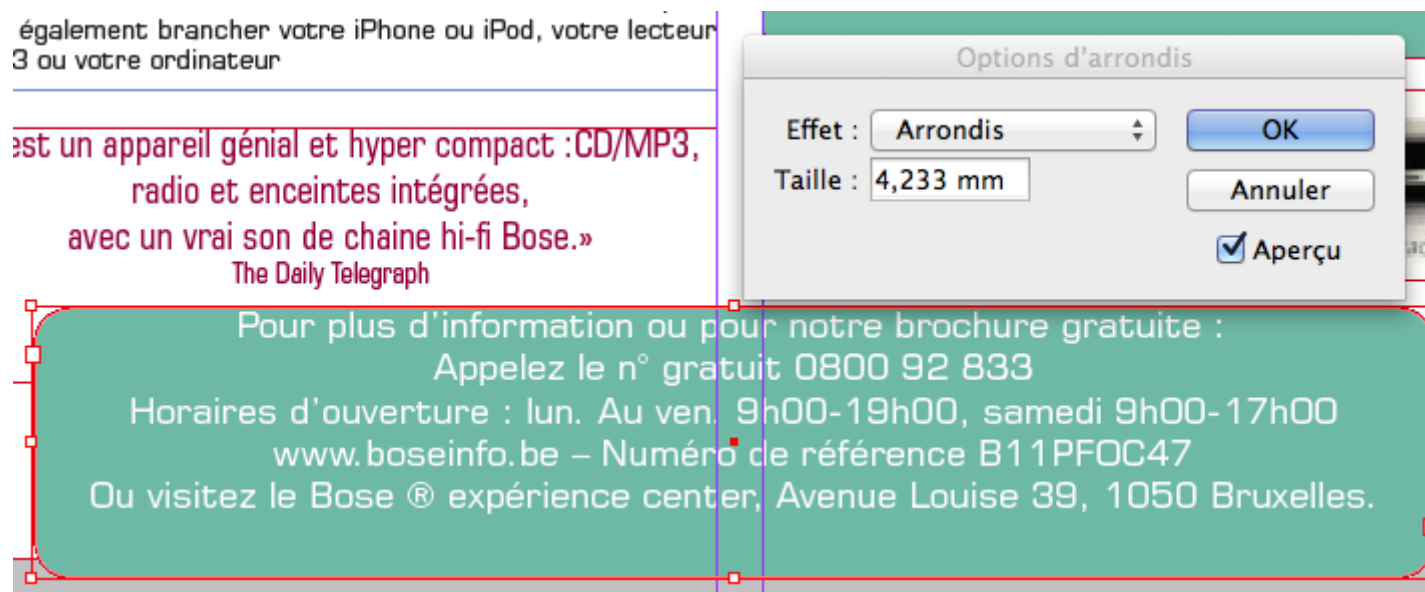 également brancher votre iPhone ou iPod, votre lecteur
3 ou votre ordinateur
est un appareil génial et hyper compact :CD/MP3,
radio et enceintes intégrées,
avec un vrai son de chaine hi-fi Bose.»
The Daily Telegraph
Options d'arrondis
Effet : Arrondis
OK
Taille : 4,233 mm
Annuler
Aperçu
Pour plus d'information ou pour notre brochure gratuite :
Appelez le n° gratuit 0800 92 833
Horaires d'ouverture : lun. Au ven. 9h00-19h00, samedi 9h00-17h00
www.boseinfo.be – Numéro de référence B11PFOC47
Ou visitez le Bose ® expérience center, Avenue Louise 39, 1050 Bruxelles.